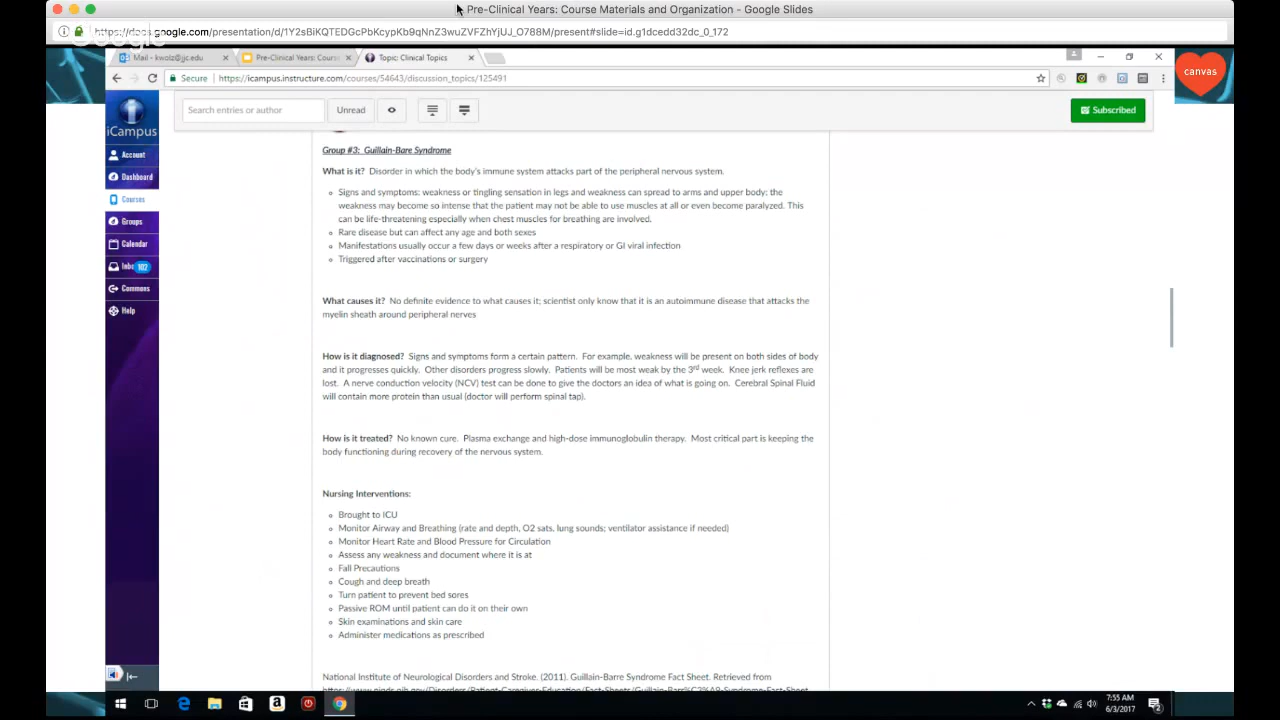 Pre-Clinical Years: Course Materials and Organization - Google Slides
https://docs.google.com/presentation/d/1Y2sBiKQTEDGcPbKcypKb9qNnZ3wuZVFZhYjUJ_O788M/present#slide=id.g1dcedd32dc_0_172
Google
Mail - kwolz@jjc.edu
Pre-Clinical Years: Course
Topic: Clinical Topics
Secure
https://icampus.instructure.com/courses/54643/discussion_topics/125491
canvas
iCampus
Account
Dashboard
Courses
Groups
Calendar
Inbo 102
Commons
Help
Search entries or author
Unread
Subscribed
Group #3: Guillain-Bare Syndrome
What is it? Disorder in which the body's immune system attacks part of the peripheral nervous system.
Signs and symptoms: weakness or tingling sensation in legs and weakness can spread to arms and upper body; the
weakness may become so intense that the patient may not be able to use muscles at all or even become paralyzed. This
can be life-threatening especially when chest muscles for breathing are involved.
Rare disease but can affect any age and both sexes
Manifestations usually occur a few days or weeks after a respiratory or GI viral infection
Triggered after vaccinations or surgery
What causes it? No definite evidence to what causes it; scientist only know that it is an autoimmune disease that attacks the
myelin sheath around peripheral nerves
How is it diagnosed? Signs and symptoms form a certain pattern. For example, weakness will be present on both sides of body
and it progresses quickly. Other disorders progress slowly. Patients will be most weak by the 3rd week. Knee jerk reflexes are
lost. A nerve conduction velocity (NCV) test can be done to give the doctors an idea of what is going on. Cerebral Spinal Fluid
will contain more protein than usual (doctor will perform spinal tap).
How is it treated? No known cure. Plasma exchange and high-dose immunoglobulin therapy. Most critical part is keeping the
body functioning during recovery of the nervous system.
Nursing Interventions:
Brought to ICU
Monitor Airway and Breathing (rate and depth, O2 sats, lung sounds; ventilator assistance if needed)
Monitor Heart Rate and Blood Pressure for Circulation
Assess any weakness and document where it is at
Fall Precautions
Cough and deep breath
Turn patient to prevent bed sores
Passive ROM until patient can do it on their own
Skin examinations and skin care
Administer medications as prescribed
National Institute of Neurological Disorders and Stroke. (2011). Guillain-Barre Syndrome Fact Sheet. Retrieved from
7:55 AM
6/3/2017
2